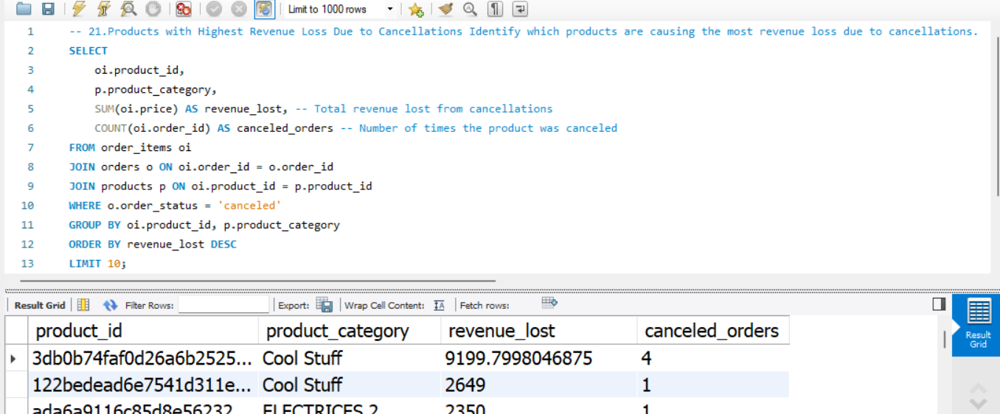 Limit to 1000 rows
1 -- 21.Products with Highest Revenue Loss Due to Cancellations Identify which products are causing the most revenue loss due to cancellations.
2 SELECT
3 oi.product_id,
4 p.product_category,
5 SUM(oi.price) AS revenue_lost, -- Total revenue lost from cancellations
6 COUNT(oi.order_id) AS canceled_orders -- Number of times the product was canceled
7 FROM order_items oi
8 JOIN orders o ON oi.order_id = o.order_id
9 JOIN products p ON oi.product_id = p.product_id
10 WHERE o.order_status = 'canceled'
11 GROUP BY oi.product_id, p.product_category
12 ORDER BY revenue_lost DESC
13 LIMIT 10;
Result Grid Filter Rows: Export: Wrap Cell Content: Fetch rows:
product_id product_category revenue_lost canceled_orders
3db0b74faf0d26a6b2525... Cool Stuff 9199.7998046875 4
122bedead6e7541d311e... Cool Stuff 2649 1
ada6a9116c85d8e56232... ELECTRICES 2 2350 1
Result
Grid